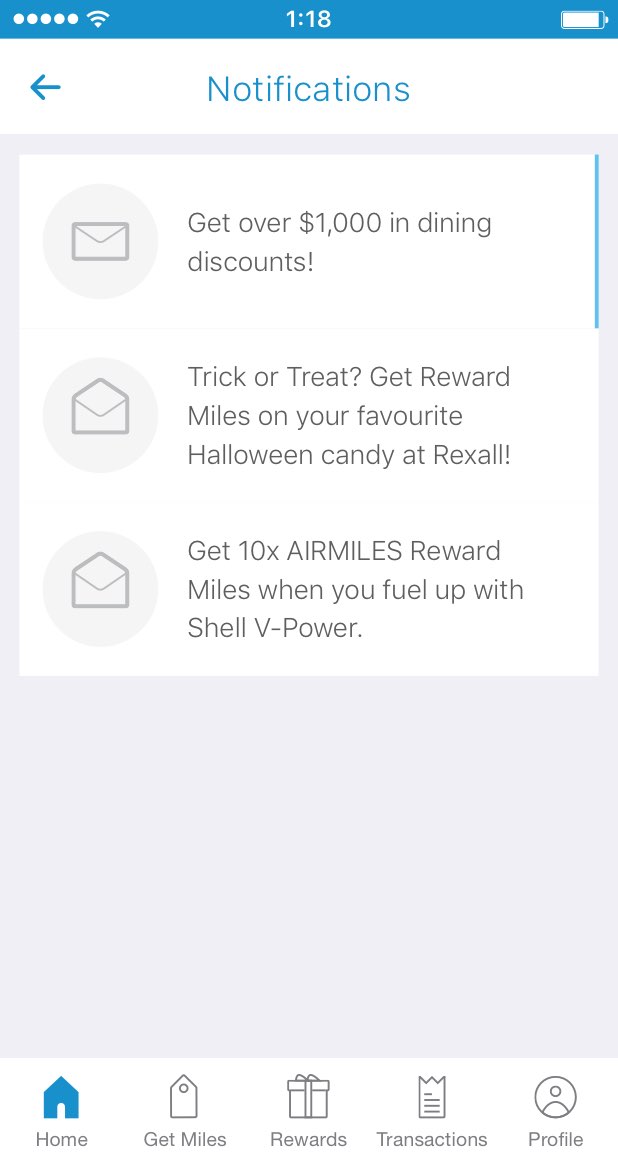 1:18
Notifications
Get over $1,000 in dining
discounts!
Trick or Treat? Get Reward
Miles on your favourite
Halloween candy at Rexall!
Get 10x AIRMILES Reward
Miles when you fuel up with
Shell V-Power.
Home Get Miles Rewards Transactions Profile